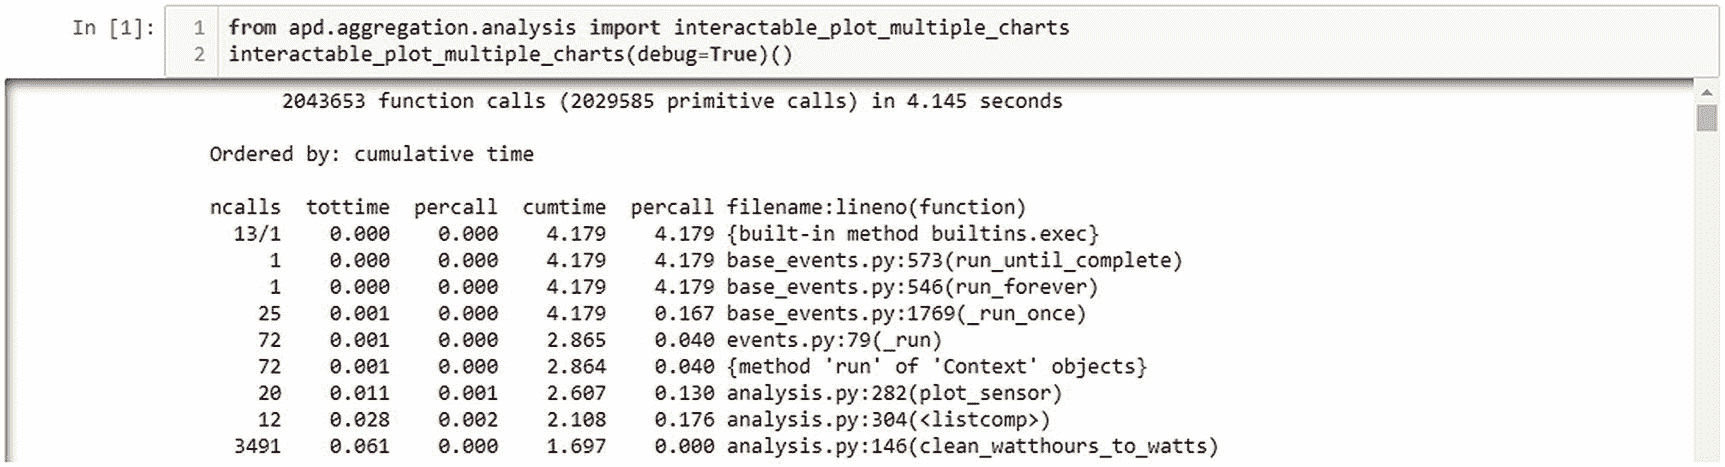 In [1]: 1 from apd.aggregation.analysis import interactable_plot_multiple_charts
2 interactable_plot_multiple_charts(debug=True)()
2043653 function calls (2029585 primitive calls) in 4.145 seconds
Ordered by: cumulative time
ncalls tottime percall cumtime percall filename:lineno(function)
13/1 0.000 0.000 4.179 4.179 {built-in method builtins.exec}
1 0.000 0.000 4.179 4.179 base_events.py:573(run_until_complete)
1 0.000 0.000 4.179 4.179 base_events.py:546(run_forever)
25 0.001 0.000 4.179 0.167 base_events.py:1769(_run_once)
72 0.001 0.000 2.865 0.040 events.py:79(_run)
72 0.001 0.000 2.864 0.040 {method 'run' of 'Context' objects}
20 0.011 0.001 2.607 0.130 analysis.py:282(plot_sensor)
12 0.028 0.002 2.108 0.176 analysis.py:304(<listcomp>)
3491 0.061 0.000 1.697 0.000 analysis.py:146(clean_watthours_to_watts)